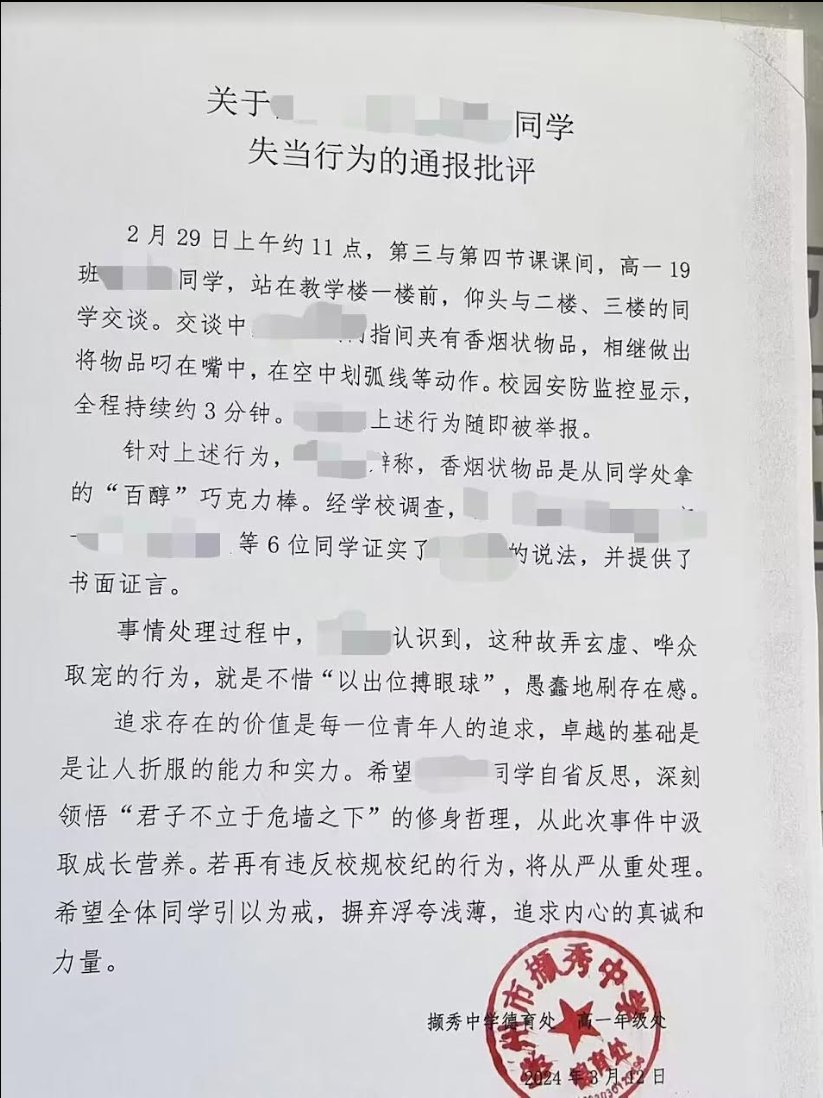 关于
同学
失当行为的通报批评
2月29日上午约11点，第三与第四节课课间，高一19
班 同学，站在教学楼一楼前，仰头与二楼、三楼的同
学交谈。交谈中 指间夹有香烟状物品，相继做出
将物品叼在嘴中，在空中划弧线等动作。校园安防监控显示，
全程持续约3分钟。 上述行为随即被举报。
针对上述行为， 辩称，香烟状物品是从同学处拿
的“百醇”巧克力棒。经学校调查，
等6位同学证实了 的说法，并提供了
书面证言。
事情处理过程中， 认识到，这种故弄玄虚、哗众
取宠的行为，就是不惜“以出位搏眼球”，愚蠢地刷存在感。
追求存在的价值是每一位青年人的追求，卓越的基础是
是让人折服的能力和实力。希望 同学自省反思，深刻
领悟“君子不立于危墙之下”的修身哲理，从此次事件中汲
取成长营养。若再有违反校规校纪的行为，将从严从重处理。
希望全体同学引以为戒，摒弃浮夸浅薄，追求内心的真诚和
力量。
州市撷秀中学
德育处
撷秀中学德育处 高一年级处
2024年3月12日